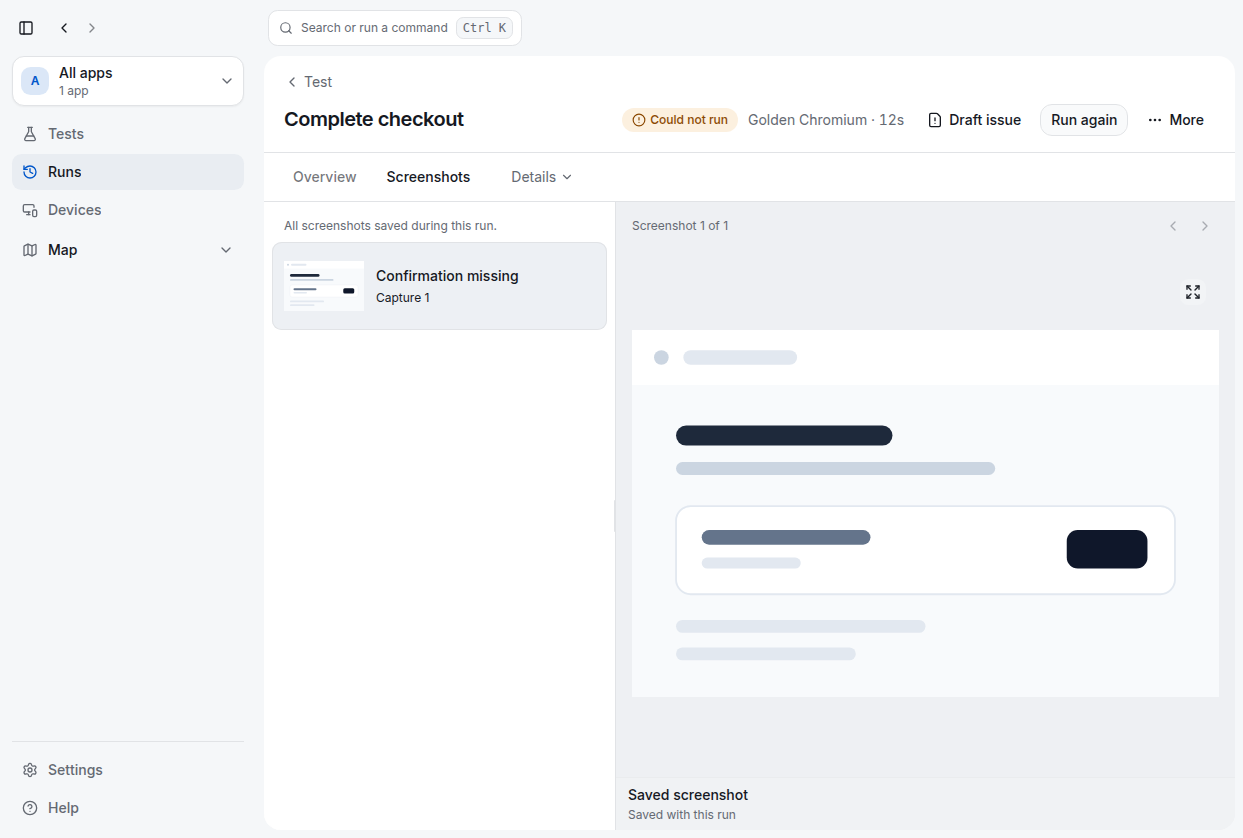 Search or run a command
Ctrl K
A
All apps
1 app
Tests
Runs
Devices
Map
Settings
Help
Test
Complete checkout
Could not run
Golden Chromium · 12s
Draft issue
Run again
More
Overview
Screenshots
Details
All screenshots saved during this run.
Confirmation missing
Capture 1
Screenshot 1 of 1
Saved screenshot
Saved with this run